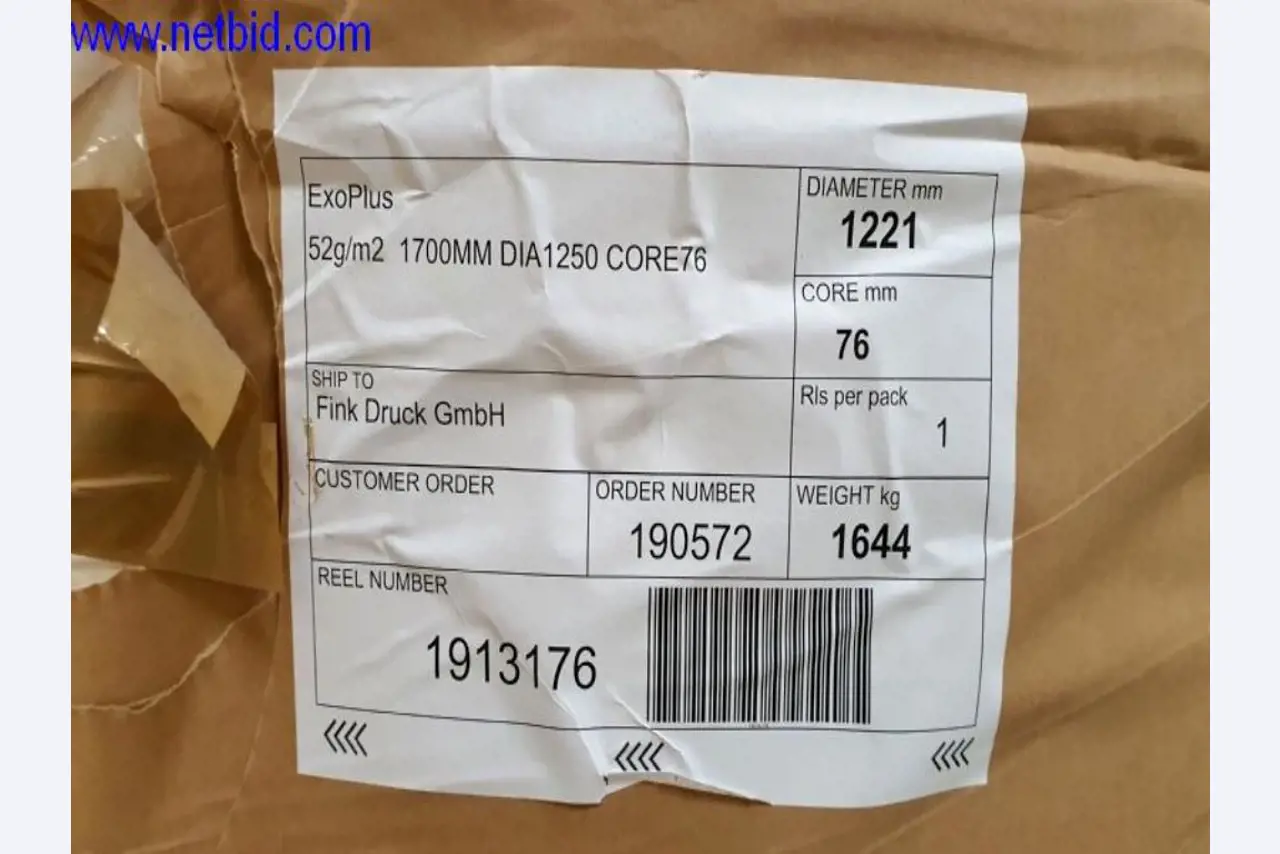 www.netbid.com
ExoPlus
52g/m2 1700MM DIA1250 CORE76
DIAMETER mm
1221
CORE mm
76
SHIP TO
Fink Druck GmbH
Rls per pack
1
CUSTOMER ORDER
ORDER NUMBER
190572
WEIGHT kg
1644
REEL NUMBER
1913176